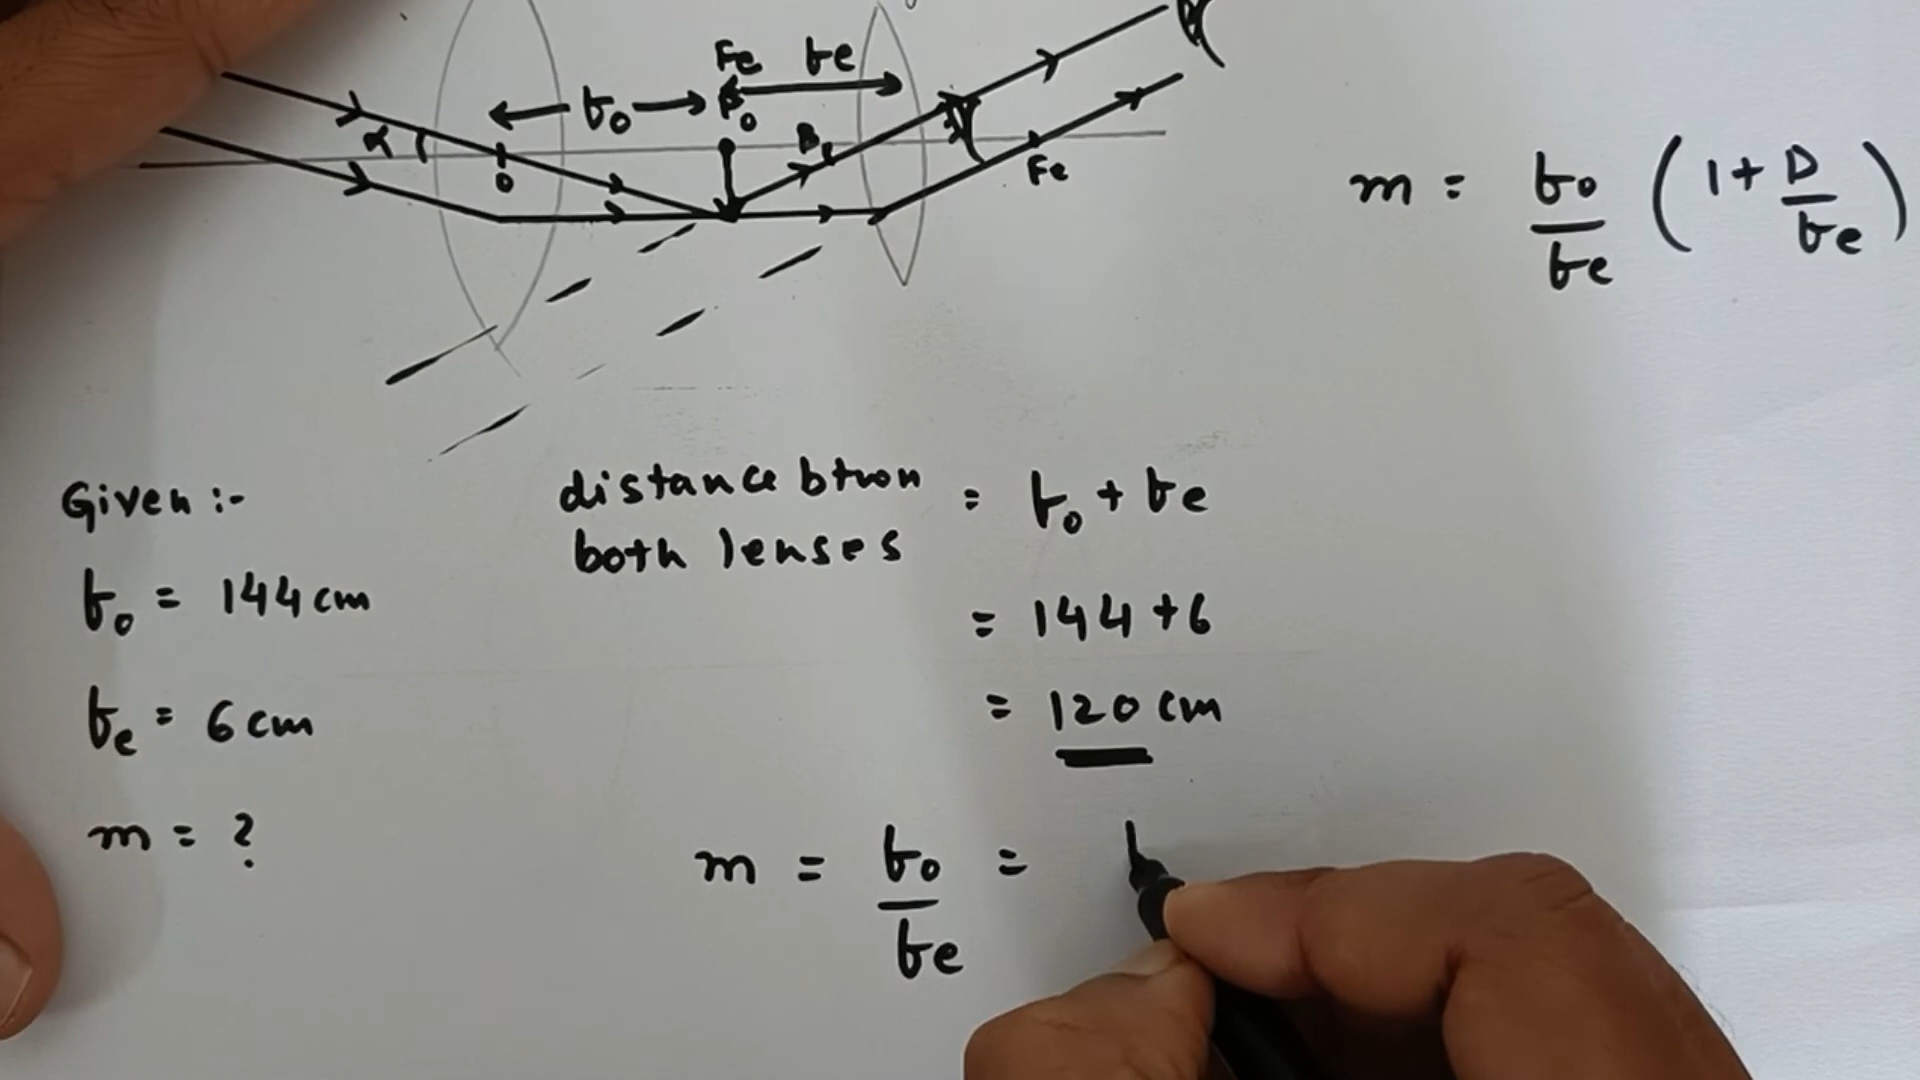 Fe fe
fo Fo
α B
o Fe
m = fo/fe (1 + D/fe)
Given :-
distance btwn
both lenses = fo + fe
fo = 144 cm
= 144 + 6
fe = 6 cm
= 120 cm
m = ?
m = fo/fe =